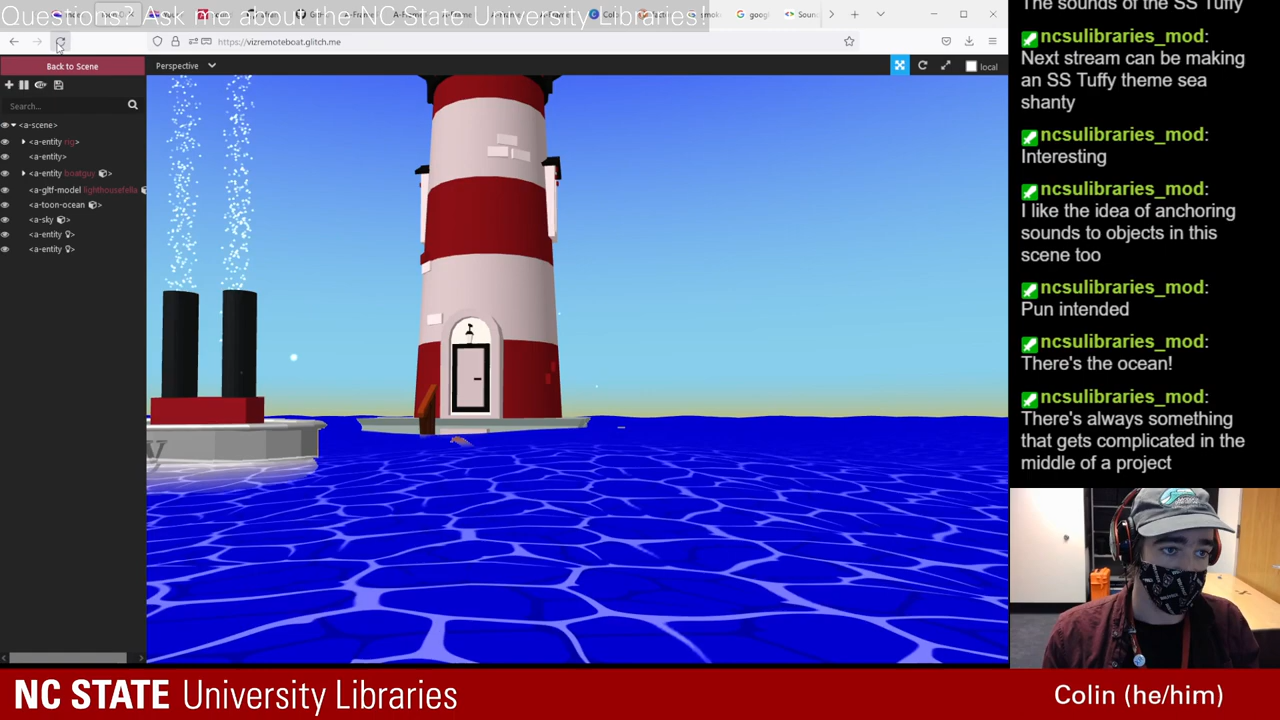 Questions? Ask me about the NC State University Libraries!
The sounds of the SS Tuffy
https://vizremoteboat.glitch.me
Back to Scene
Perspective
local
Search...
<a-scene>
<a-entity rig>
<a-entity>
<a-entity boatguy
<a-gltf-model lighthousefella
<a-toon-ocean
<a-sky
<a-entity
<a-entity
ncsulibraries_mod:
Next stream can be making
an SS Tuffy theme sea
shanty
ncsulibraries_mod:
Interesting
ncsulibraries_mod:
I like the idea of anchoring
sounds to objects in this
scene too
ncsulibraries_mod:
Pun intended
ncsulibraries_mod:
There's the ocean!
ncsulibraries_mod:
There's always something
that gets complicated in the
middle of a project
NC STATE University Libraries
Colin (he/him)